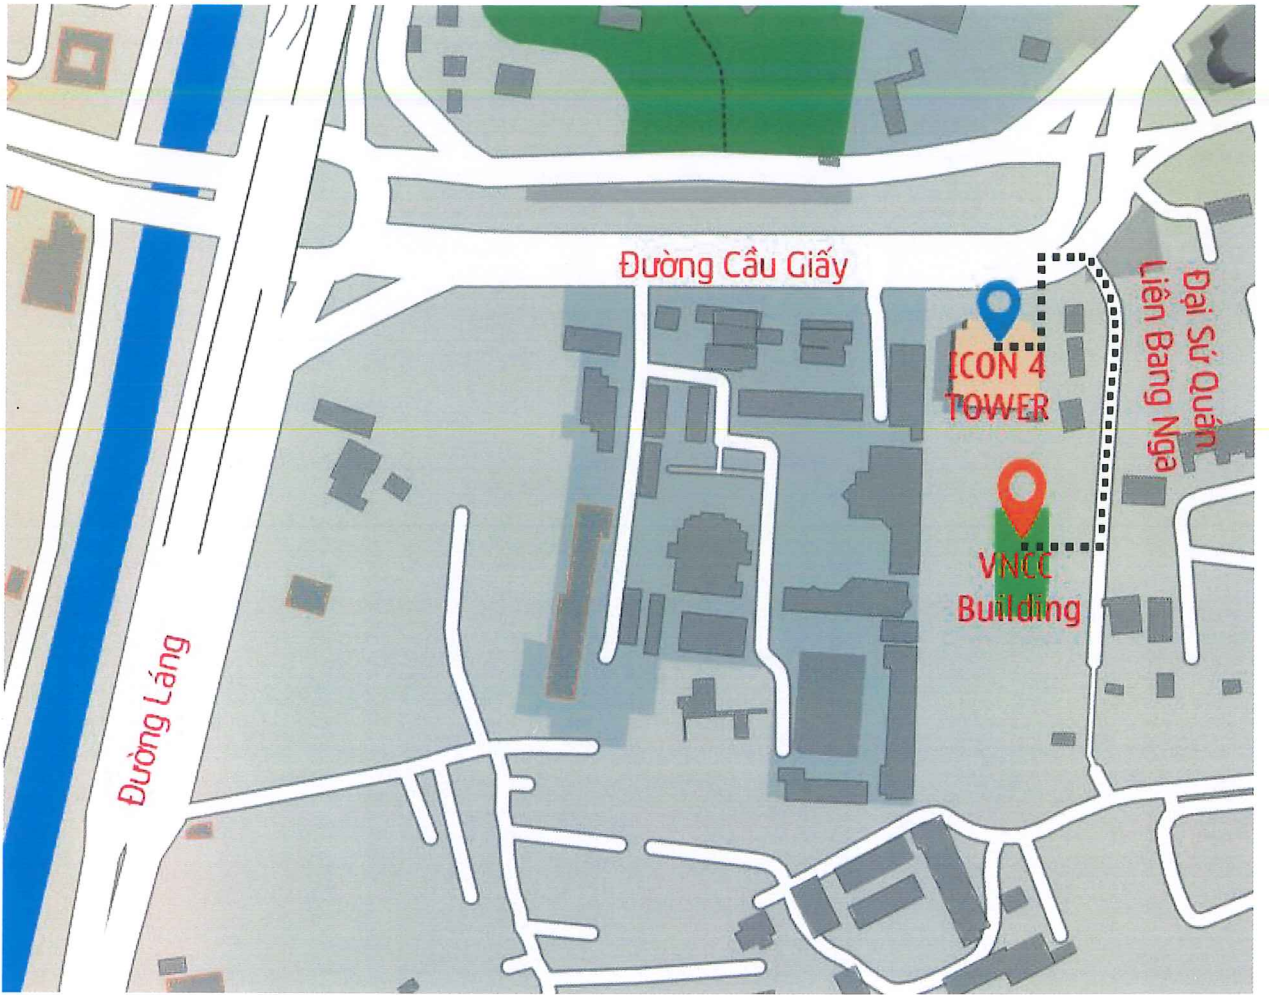 Đường Cầu Giấy
Đại Sứ Quán
Liên Bang Nga
ICON 4
TOWER
VNCC
Building
Đường Láng